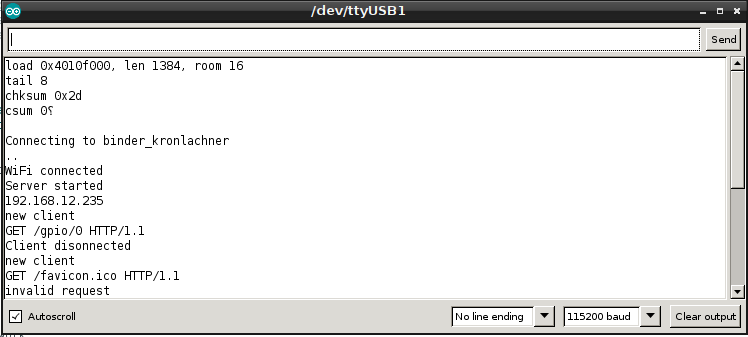 /dev/ttyUSB1
Send
load 0x4010f000, len 1384, room 16
tail 8
chksum 0x2d
csum 0⸮
Connecting to binder_kronlachner
..
WiFi connected
Server started
192.168.12.235
new client
GET /gpio/0 HTTP/1.1
Client disonnected
new client
GET /favicon.ico HTTP/1.1
invalid request
Autoscroll
No line ending
115200 baud
Clear output